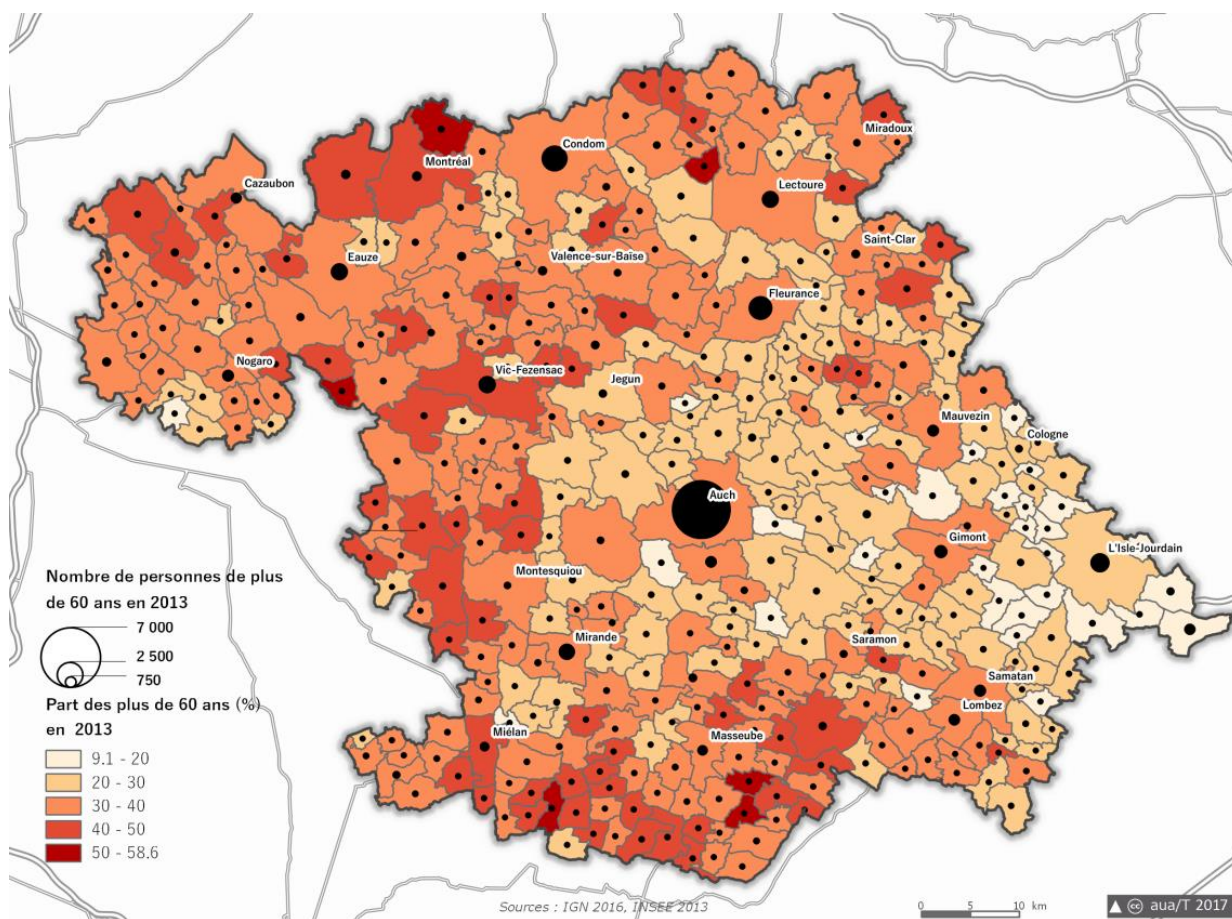 Miradoux
Condom
Montréal
Cazaubon
Lectoure
Saint-Clar
Valence-sur-Baïse
Eauze
Fleurance
Nogaro
Vic-Fezensac
Jegun
Mauvezin
Cologne
Auch
Gimont
L'Isle-Jourdain
Montesquiou
Mirande
Saramon
Samatan
Lombez
Miélan
Masseube
Nombre de personnes de plus
de 60 ans en 2013
7 000
2 500
750
Part des plus de 60 ans (%)
en 2013
9.1 - 20
20 - 30
30 - 40
40 - 50
50 - 58.6
Sources : IGN 2016, INSEE 2013
0 5 10 km
cc aua/T 201